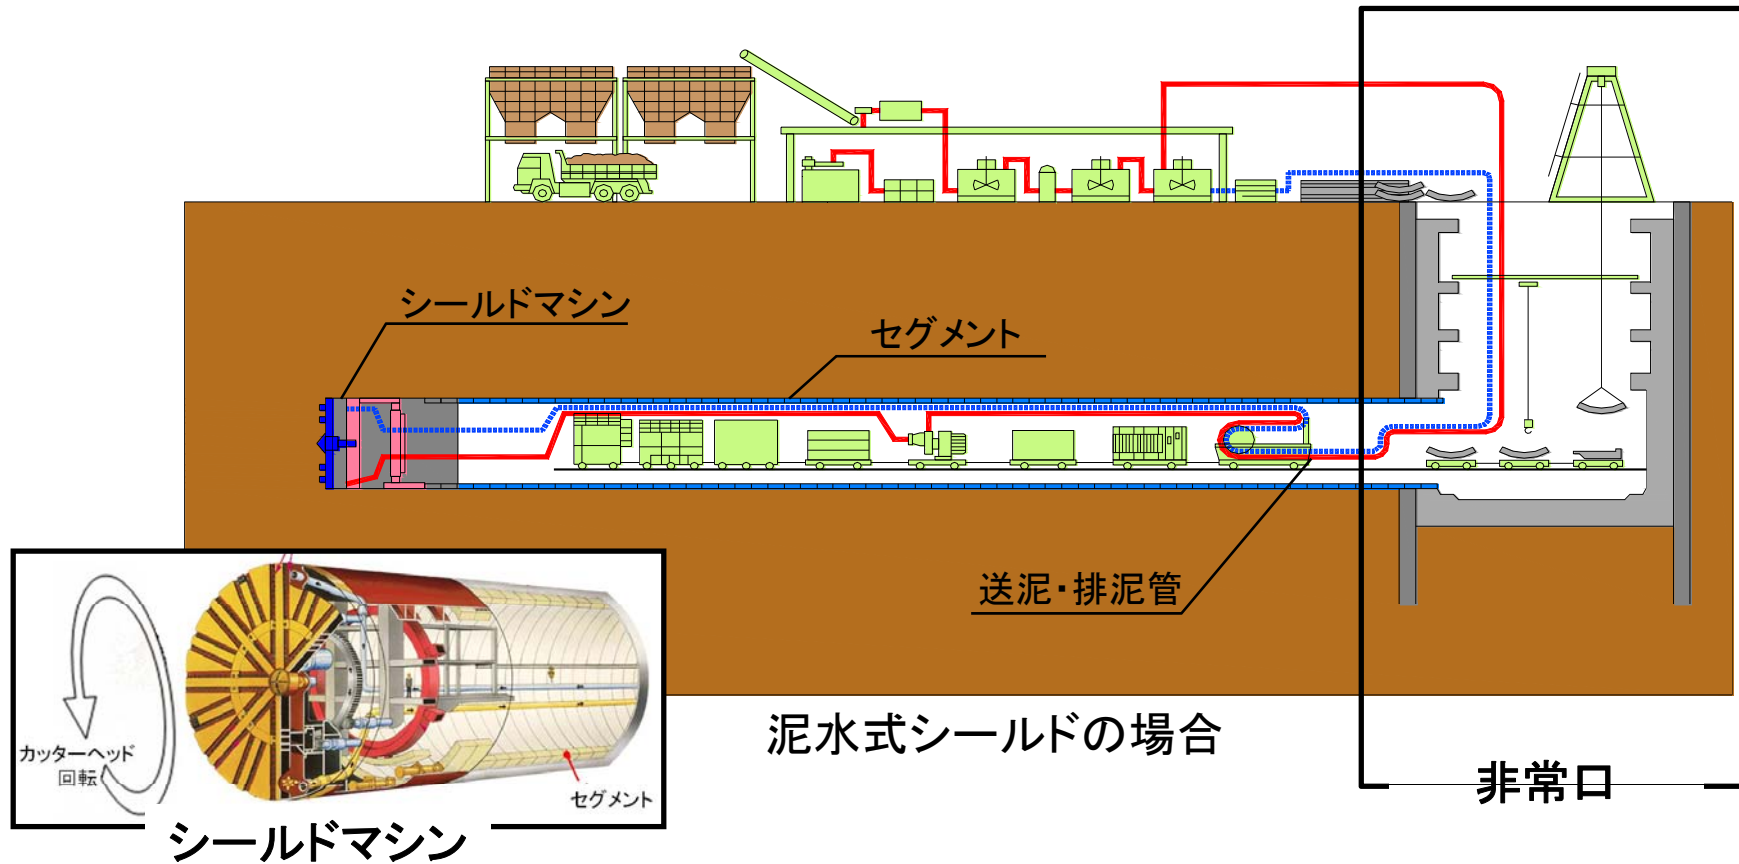 シールドマシン
セグメント
送泥・排泥管
泥水式シールドの場合
非常口
カッターヘッド
回転
セグメント
シールドマシン